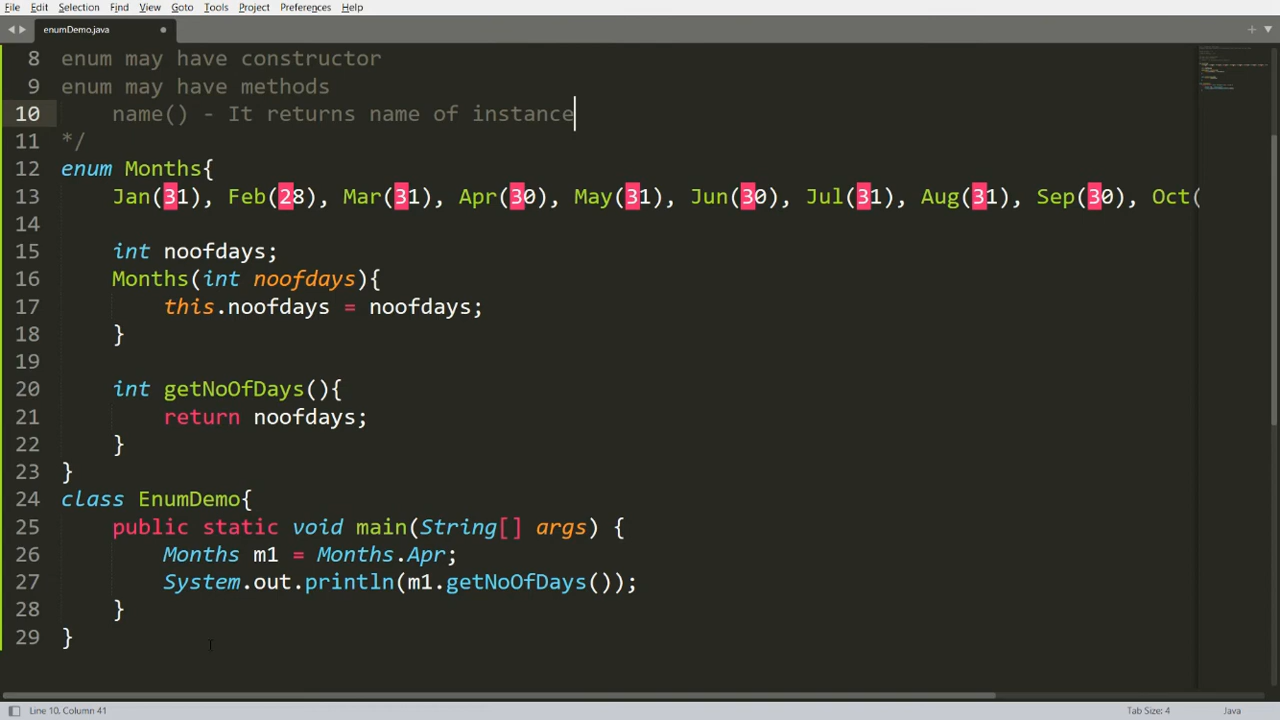 File Edit Selection Find View Goto Tools Project Preferences Help
enumDemo.java
8 enum may have constructor
9 enum may have methods
10 name() - It returns name of instance
11 */
12 enum Months{
13 Jan(31), Feb(28), Mar(31), Apr(30), May(31), Jun(30), Jul(31), Aug(31), Sep(30), Oct(
14
15 int noofdays;
16 Months(int noofdays){
17 this.noofdays = noofdays;
18 }
19
20 int getNoOfDays(){
21 return noofdays;
22 }
23 }
24 class EnumDemo{
25 public static void main(String[] args) {
26 Months m1 = Months.Apr;
27 System.out.println(m1.getNoOfDays());
28 }
29 }
Line 10, Column 41 Tab Size: 4 Java